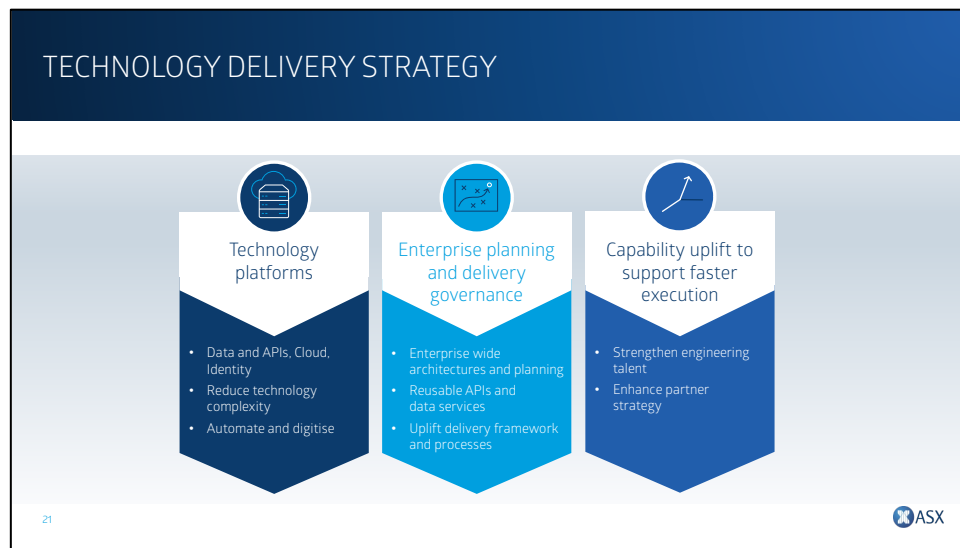 TECHNOLOGY DELIVERY STRATEGY
Technology
platforms
• Data and APIs, Cloud,
Identity
• Reduce technology
complexity
• Automate and digitise
Enterprise planning
and delivery
governance
• Enterprise wide
architectures and planning
• Reusable APIs and
data services
• Uplift delivery framework
and processes
Capability uplift to
support faster
execution
• Strengthen engineering
talent
• Enhance partner
strategy
21
ASX